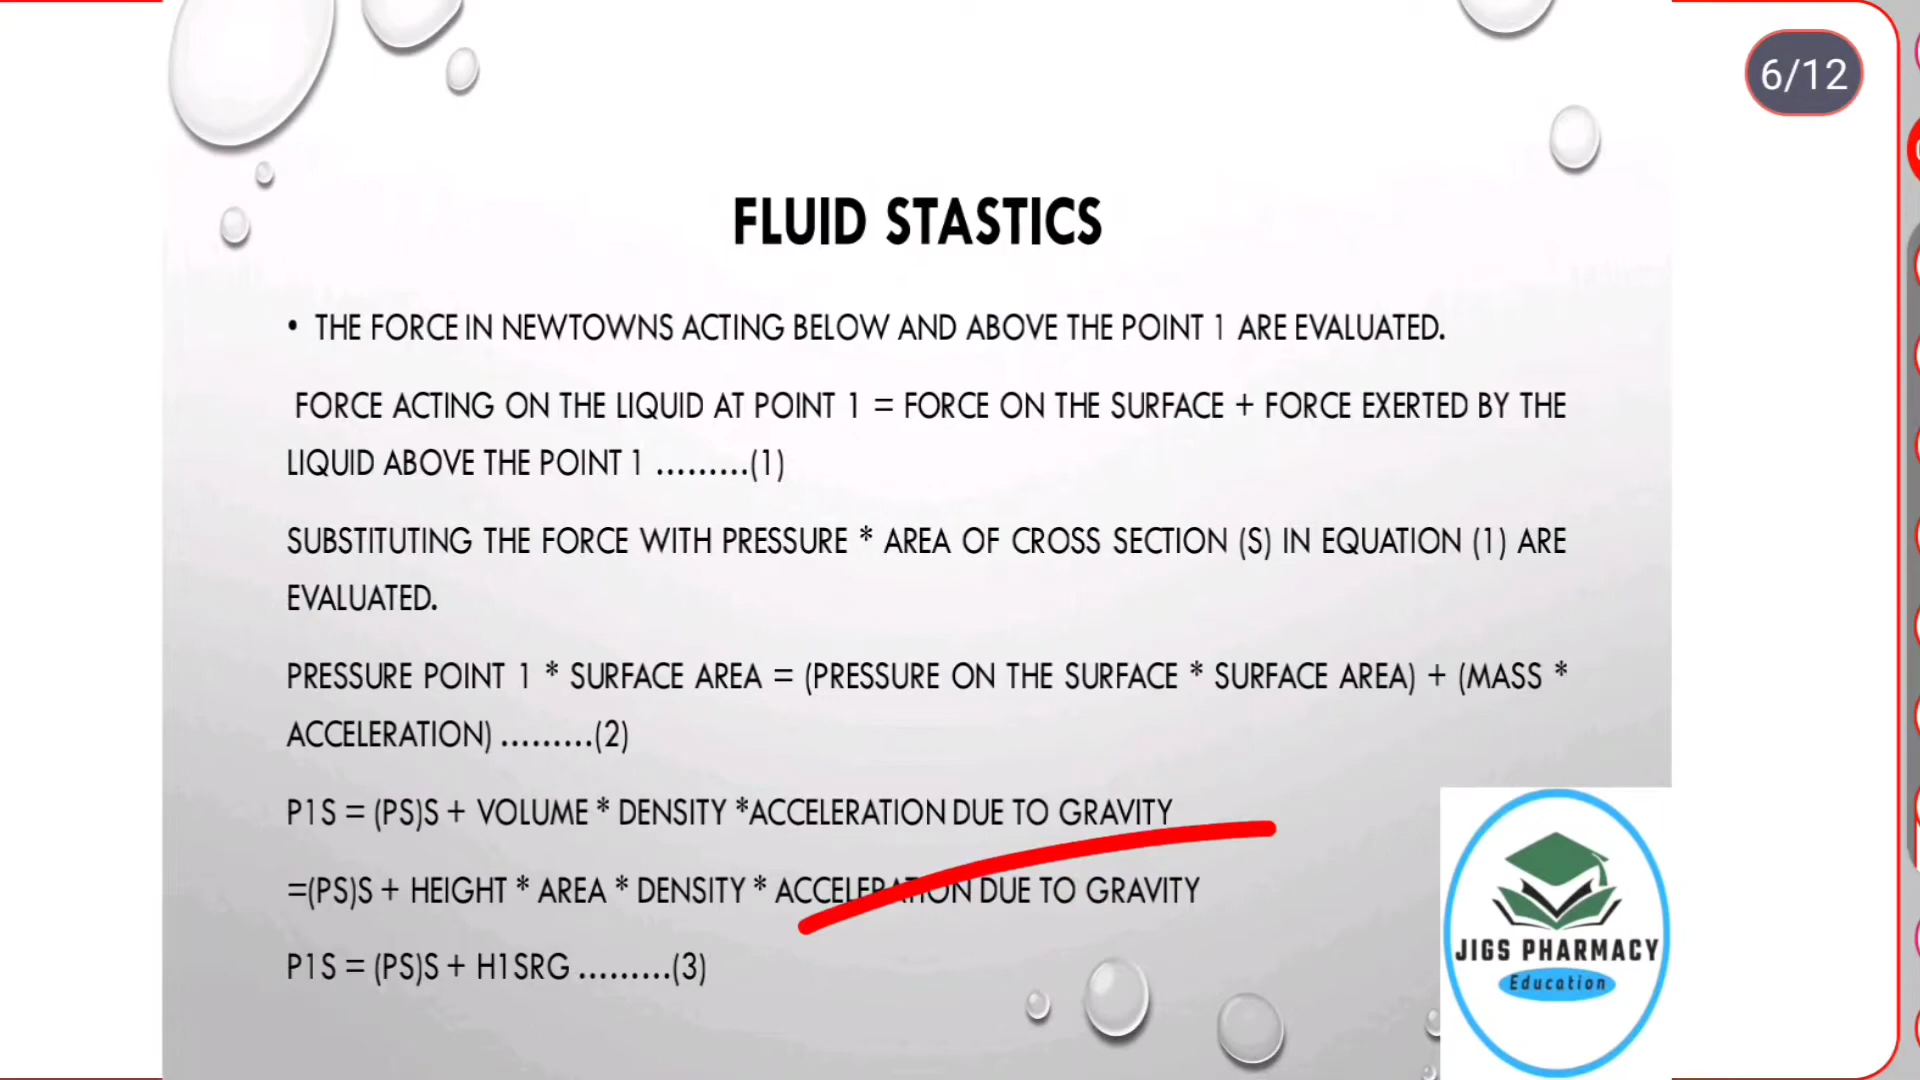 6/12
FLUID STASTICS
• THE FORCE IN NEWTOWNS ACTING BELOW AND ABOVE THE POINT 1 ARE EVALUATED.
FORCE ACTING ON THE LIQUID AT POINT 1 = FORCE ON THE SURFACE + FORCE EXERTED BY THE
LIQUID ABOVE THE POINT 1 .........(1)
SUBSTITUTING THE FORCE WITH PRESSURE * AREA OF CROSS SECTION (S) IN EQUATION (1) ARE
EVALUATED.
PRESSURE POINT 1 * SURFACE AREA = (PRESSURE ON THE SURFACE * SURFACE AREA) + (MASS *
ACCELERATION) .........(2)
P1S = (PS)S + VOLUME * DENSITY *ACCELERATION DUE TO GRAVITY
=(PS)S + HEIGHT * AREA * DENSITY * ACCELERATION DUE TO GRAVITY
P1S = (PS)S + H1SRG .........(3)
JIGS PHARMACY
Education